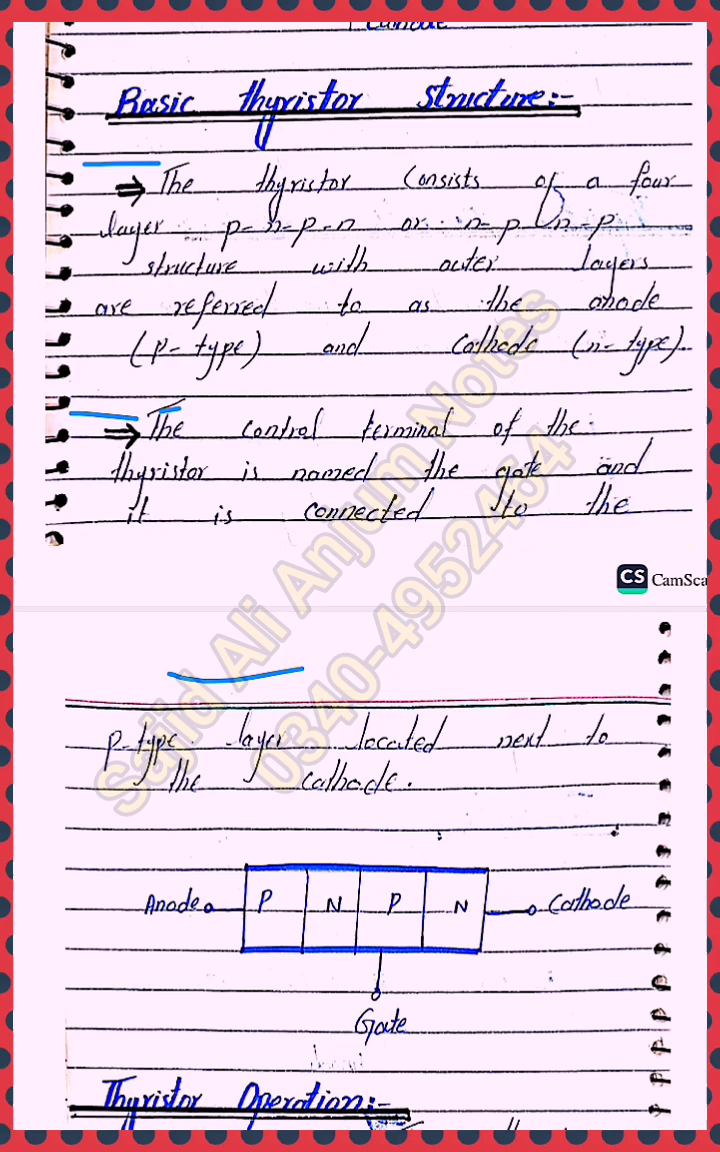 Cathode
Basic thyristor structure:-
⇒ The thyristor Consists of a four
layer p-n-p-n or n-p-n-p
structure with outer layers
are referred to as the anode
(p-type) and Cathode (n-type).
⇒ The control terminal of the
thyristor is named the gate and
it is connected to the
CS CamSca
Sajid Ali Anjum Notes
0340-4952464
p-type layer located next to
the cathode.
Anode P N P N Cathode
Gate
Thyristor Operation:-